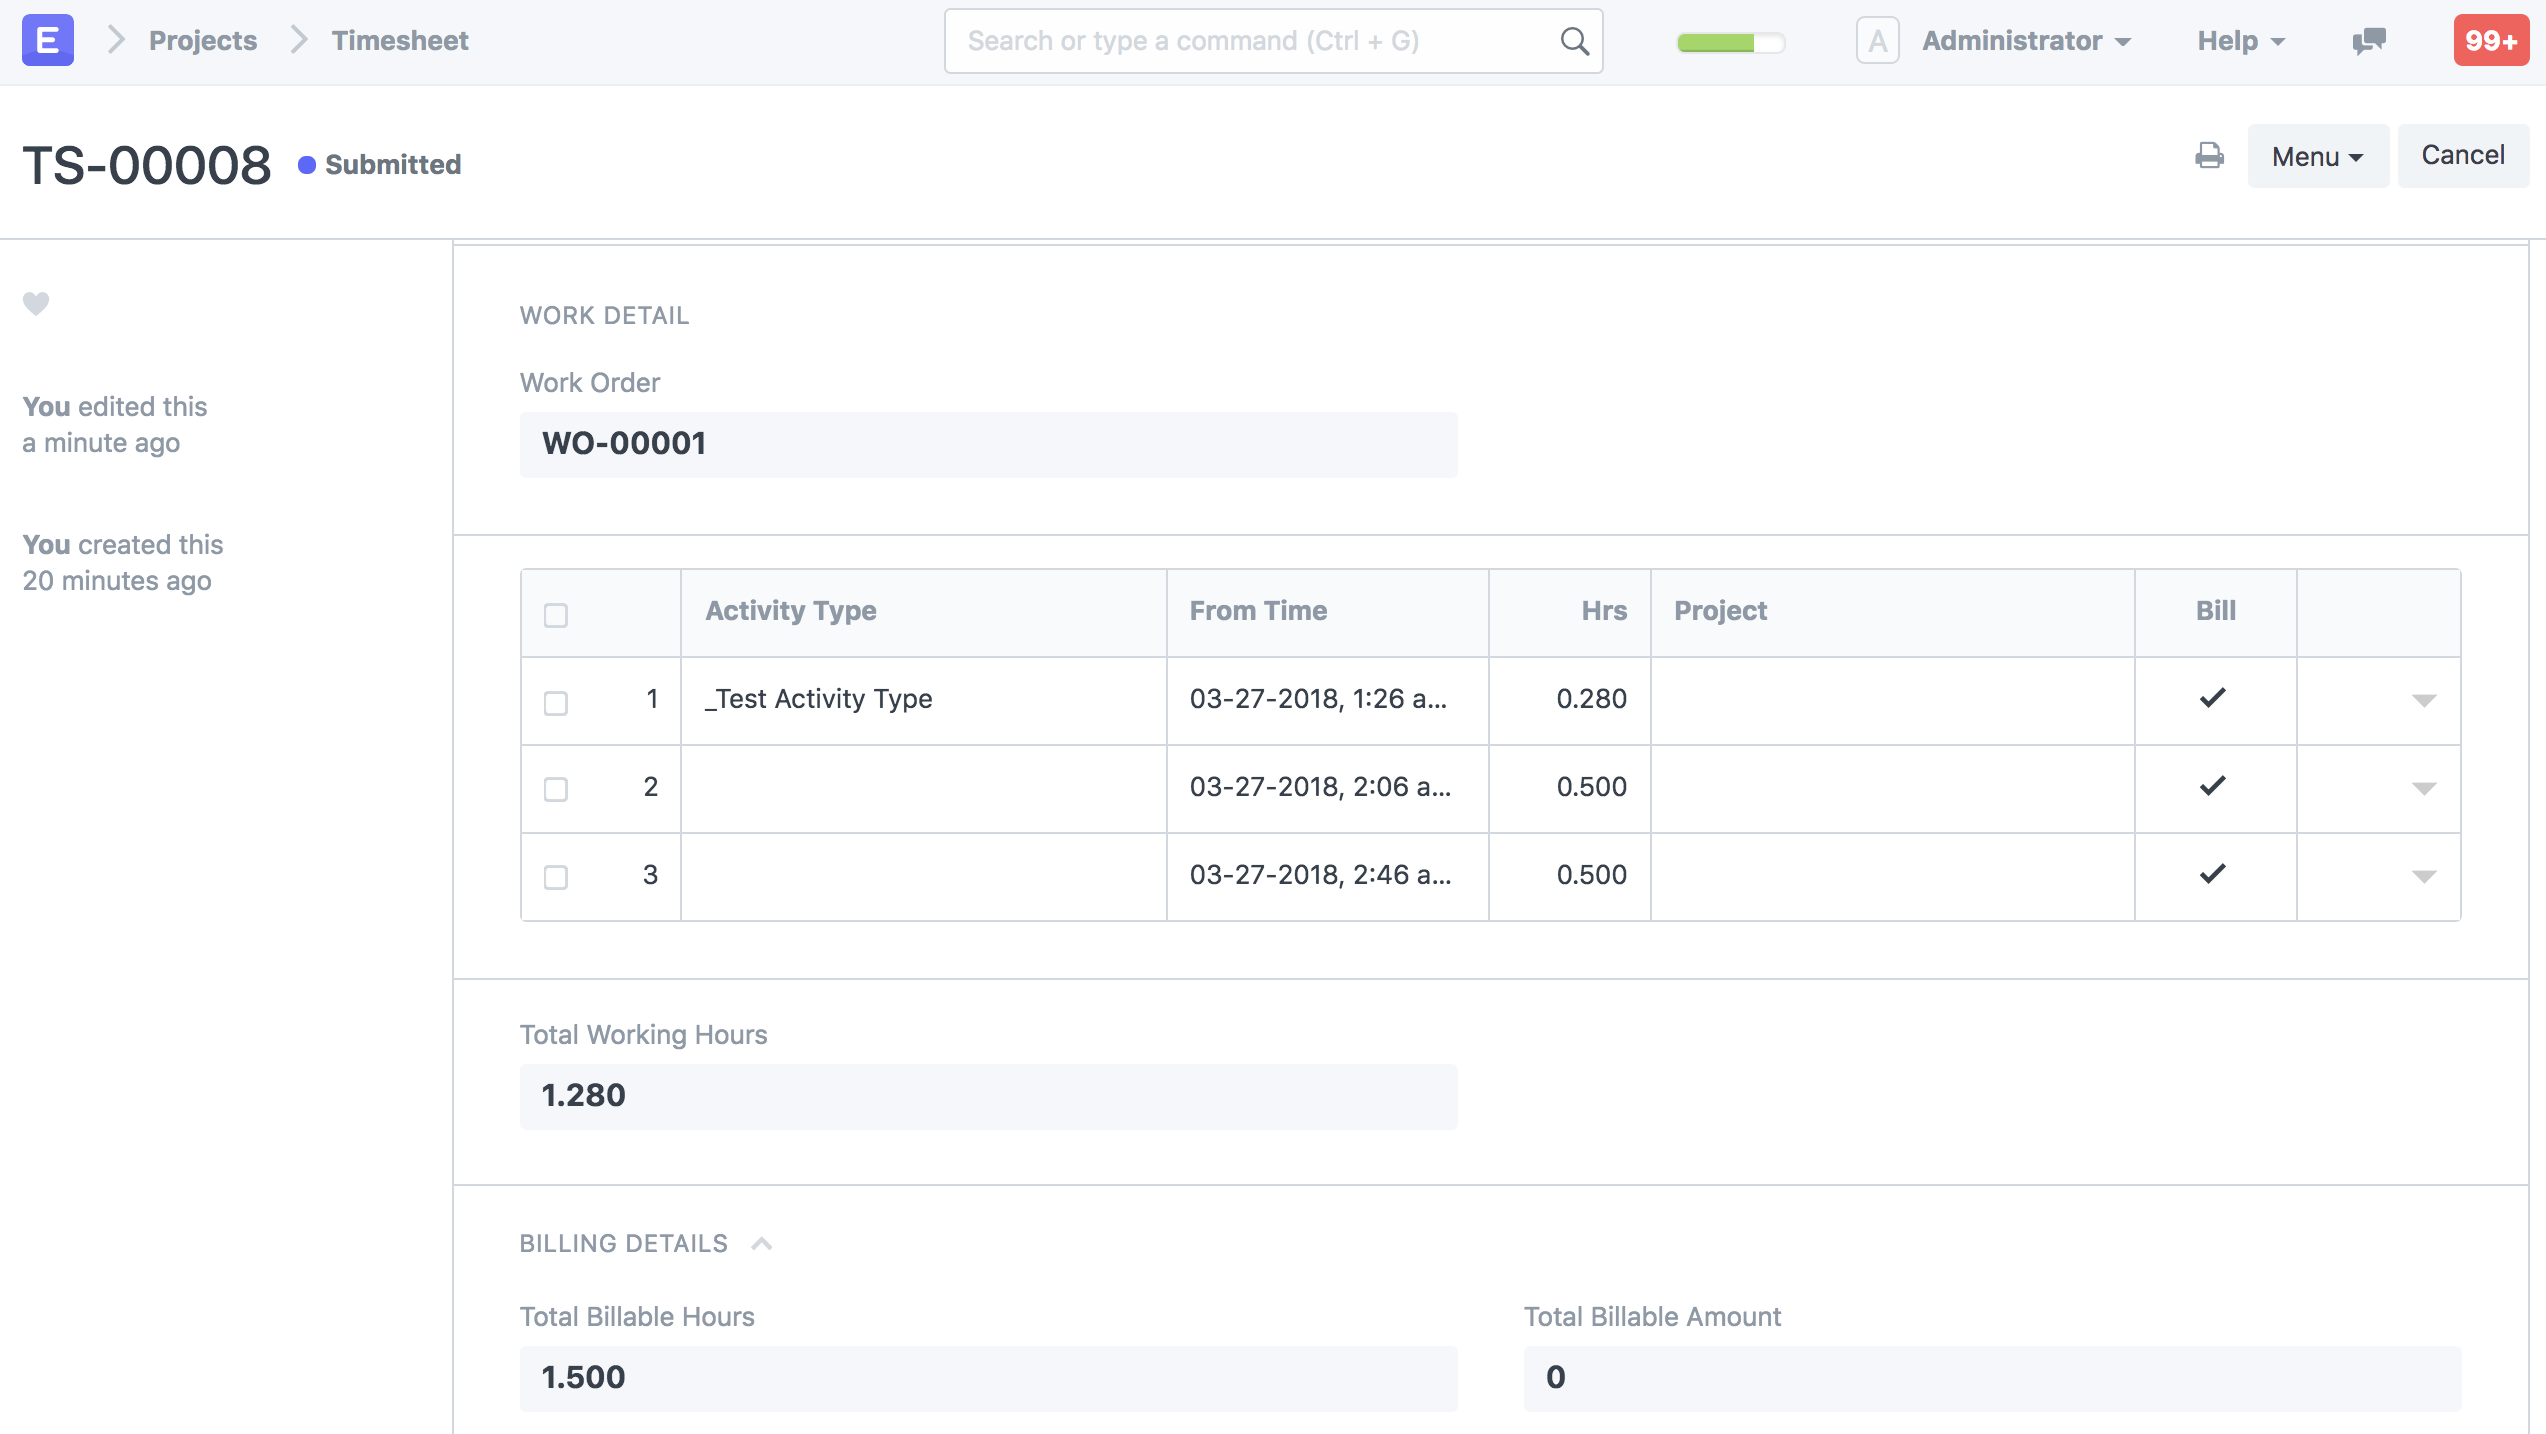 E Projects Timesheet Search or type a command (Ctrl + G) A Administrator Help 99+
TS-00008 Submitted Menu Cancel
You edited this
a minute ago
You created this
20 minutes ago
WORK DETAIL
Work Order
WO-00001
Activity Type From Time Hrs Project Bill
1 _Test Activity Type 03-27-2018, 1:26 a... 0.280
2 03-27-2018, 2:06 a... 0.500
3 03-27-2018, 2:46 a... 0.500
Total Working Hours
1.280
BILLING DETAILS
Total Billable Hours Total Billable Amount
1.500 0